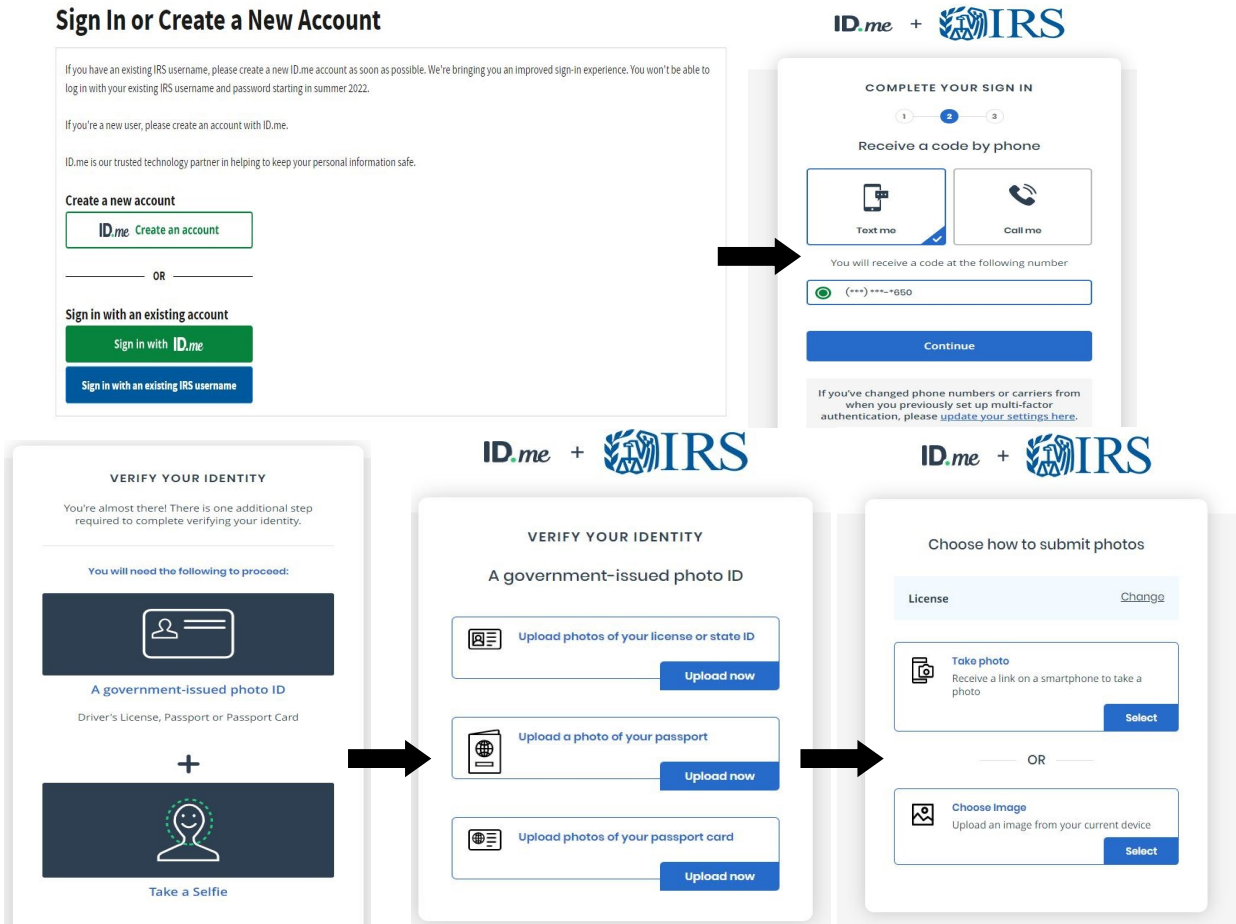 Sign In or Create a New Account
If you have an existing IRS username, please create a new ID.me account as soon as possible. We're bringing you an improved sign-in experience. You won't be able to
log in with your existing IRS username and password starting in summer 2022.
If you're a new user, please create an account with ID.me.
ID.me is our trusted technology partner in helping to keep your personal information safe.
Create a new account
ID.me Create an account
OR
Sign in with an existing account
Sign in with ID.me
Sign in with an existing IRS username
ID.me + IRS
COMPLETE YOUR SIGN IN
1 2 3
Receive a code by phone
Text me Call me
You will receive a code at the following number
(***) ***-*650
Continue
If you've changed phone numbers or carriers from
when you previously set up multi-factor
authentication, please update your settings here.
VERIFY YOUR IDENTITY
You're almost there! There is one additional step
required to complete verifying your identity.
You will need the following to proceed:
A government-issued photo ID
Driver's License, Passport or Passport Card
+
Take a Selfie
ID.me + IRS
VERIFY YOUR IDENTITY
A government-issued photo ID
Upload photos of your license or state ID
Upload now
Upload a photo of your passport
Upload now
Upload photos of your passport card
Upload now
ID.me + IRS
Choose how to submit photos
License Change
Take photo
Receive a link on a smartphone to take a
photo
Select
OR
Choose Image
Upload an image from your current device
Select